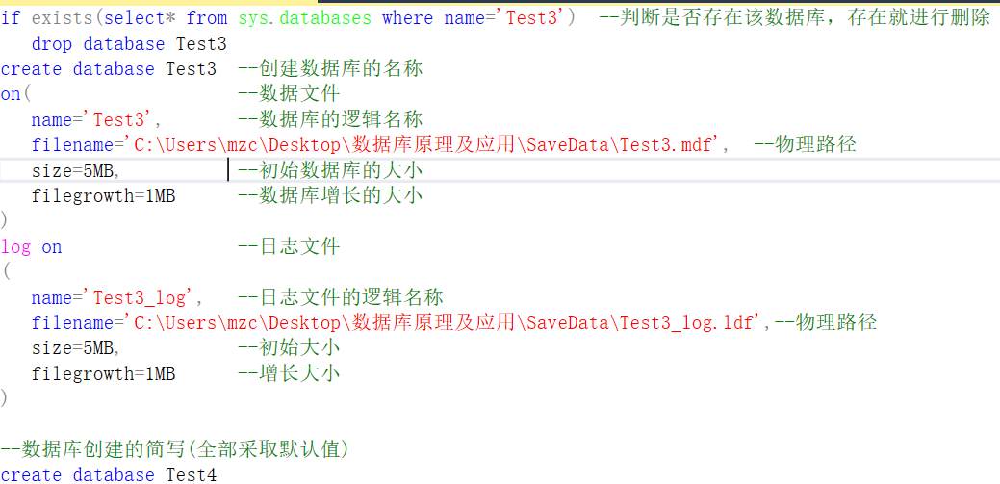 if exists(select* from sys.databases where name='Test3')  --判断是否存在该数据库，存在就进行删除
   drop database Test3
create database Test3  --创建数据库的名称
on(                    --数据文件
   name='Test3',       --数据库的逻辑名称
   filename='C:\Users\mzc\Desktop\数据库原理及应用\SaveData\Test3.mdf',  --物理路径
   size=5MB,           --初始数据库的大小
   filegrowth=1MB      --数据库增长的大小
)
log on                 --日志文件
(
   name='Test3_log',   --日志文件的逻辑名称
   filename='C:\Users\mzc\Desktop\数据库原理及应用\SaveData\Test3_log.ldf',--物理路径
   size=5MB,           --初始大小
   filegrowth=1MB      --增长大小
)
--数据库创建的简写(全部采取默认值)
create database Test4